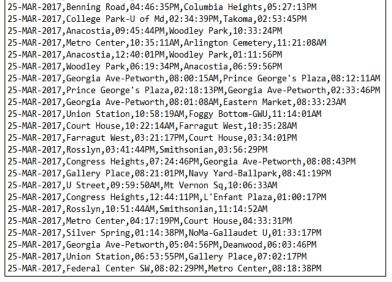 25-MAR-2017,Benning Road,04:46:35PM,Columbia Heights,05:27:13PM
25-MAR-2017,College Park-U of Md,02:34:39PM,Takoma,02:53:45PM
25-MAR-2017,Anacostia,09:45:44PM,Woodley Park,10:33:24PM
25-MAR-2017,Metro Center,10:35:11AM,Arlington Cemetery,11:21:08AM
25-MAR-2017,Anacostia,12:40:01PM,Woodley Park,01:11:56PM
25-MAR-2017,Woodley Park,06:19:34PM,Anacostia,06:59:56PM
25-MAR-2017,Georgia Ave-Petworth,08:00:15AM,Prince George's Plaza,08:12:11AM
25-MAR-2017,Prince George's Plaza,02:18:13PM,Georgia Ave-Petworth,02:33:46PM
25-MAR-2017,Georgia Ave-Petworth,08:01:08AM,Eastern Market,08:33:23AM
25-MAR-2017,Union Station,10:58:19AM,Foggy Bottom-GWU,11:14:01AM
25-MAR-2017,Court House,10:22:14AM,Farragut West,10:35:28AM
25-MAR-2017,Farragut West,03:21:17PM,Court House,03:34:01PM
25-MAR-2017,Rosslyn,03:41:44PM,Smithsonian,03:56:29PM
25-MAR-2017,Congress Heights,07:24:46PM,Georgia Ave-Petworth,08:08:43PM
25-MAR-2017,Gallery Place,08:21:01PM,Navy Yard-Ballpark,08:41:19PM
25-MAR-2017,U Street,09:59:50AM,Mt Vernon Sq,10:06:33AM
25-MAR-2017,Congress Heights,12:44:11PM,L'Enfant Plaza,01:00:17PM
25-MAR-2017,Rosslyn,10:51:44AM,Smithsonian,11:14:52AM
25-MAR-2017,Metro Center,04:17:19PM,Court House,04:33:31PM
25-MAR-2017,Silver Spring,01:14:38PM,NoMa-Gallaudet U,01:33:17PM
25-MAR-2017,Georgia Ave-Petworth,05:04:56PM,Deanwood,06:03:46PM
25-MAR-2017,Union Station,06:53:55PM,Gallery Place,07:02:17PM
25-MAR-2017,Federal Center SW,08:02:29PM,Metro Center,08:18:38PM